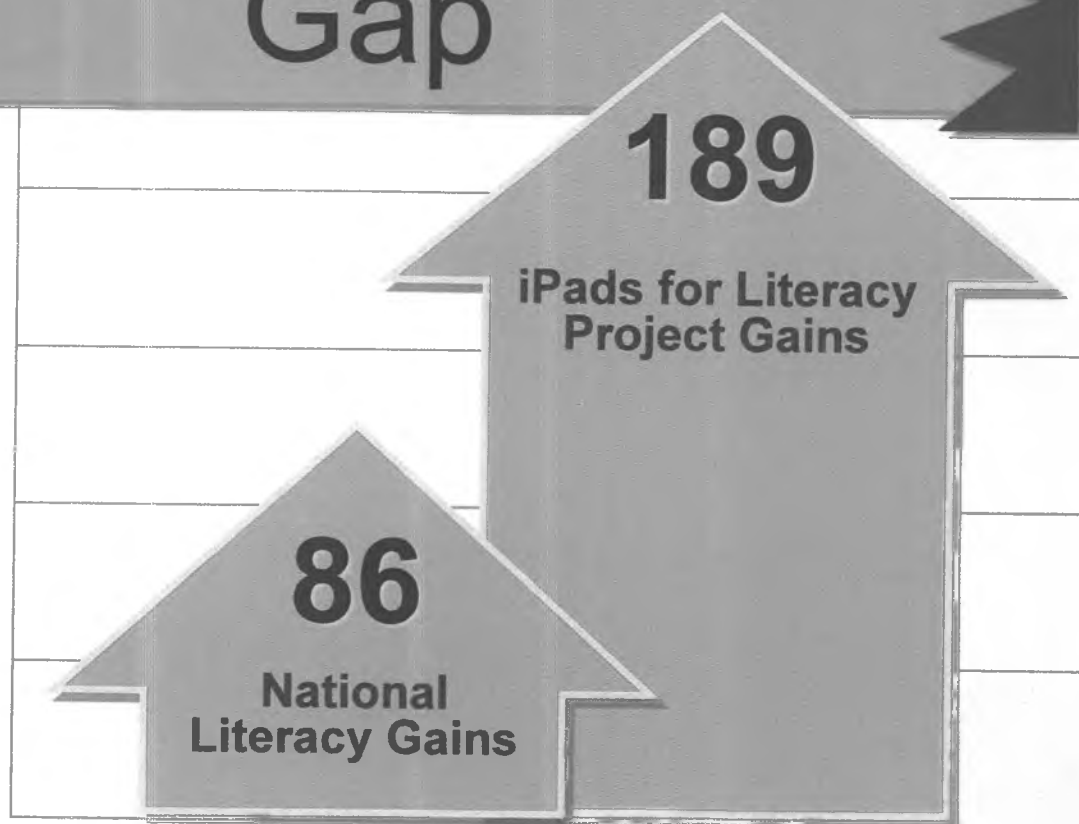 Gap
189
iPads for Literacy
Project Gains
86
National
Literacy Gains